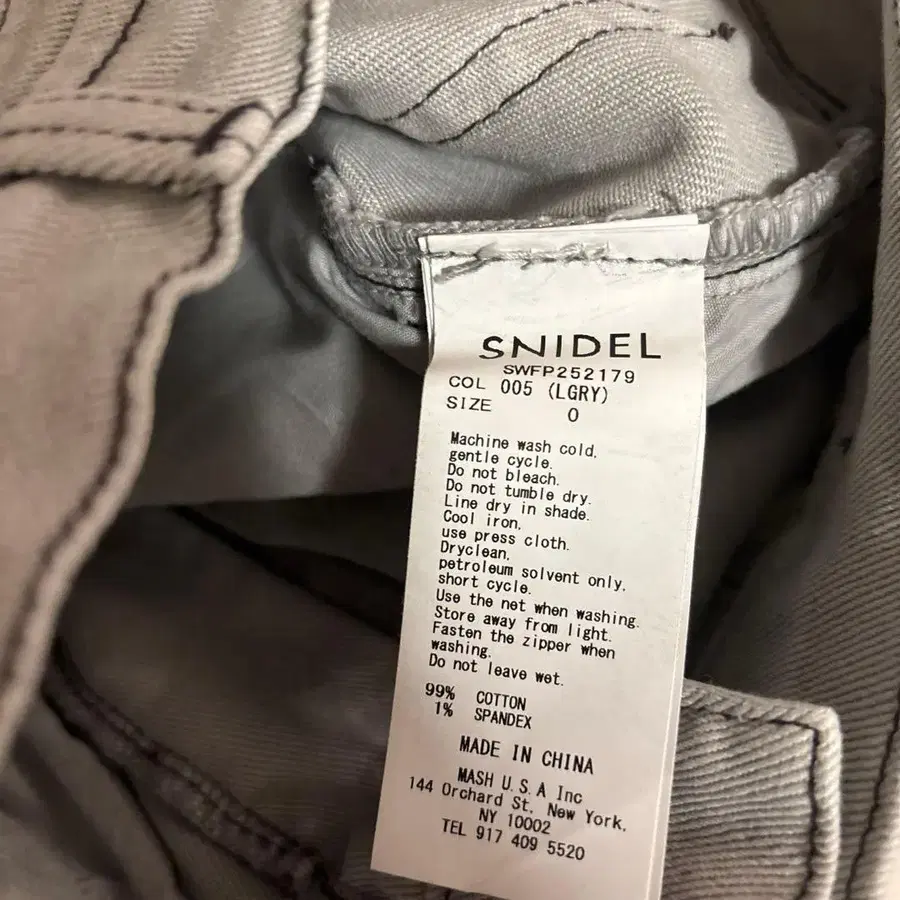 SNIDEL
SWFP252179
COL 005 (LGRY)
SIZE 0
Machine wash cold,
gentle cycle.
Do not bleach.
Do not tumble dry.
Line dry in shade.
Cool iron,
use press cloth.
Dryclean,
petroleum solvent only,
short cycle.
Use the net when washing.
Store away from light.
Fasten the zipper when
washing.
Do not leave wet.
99% COTTON
1% SPANDEX
MADE IN CHINA
MASH U.S.A Inc
144 Orchard St, New York,
NY 10002
TEL 917 409 5520